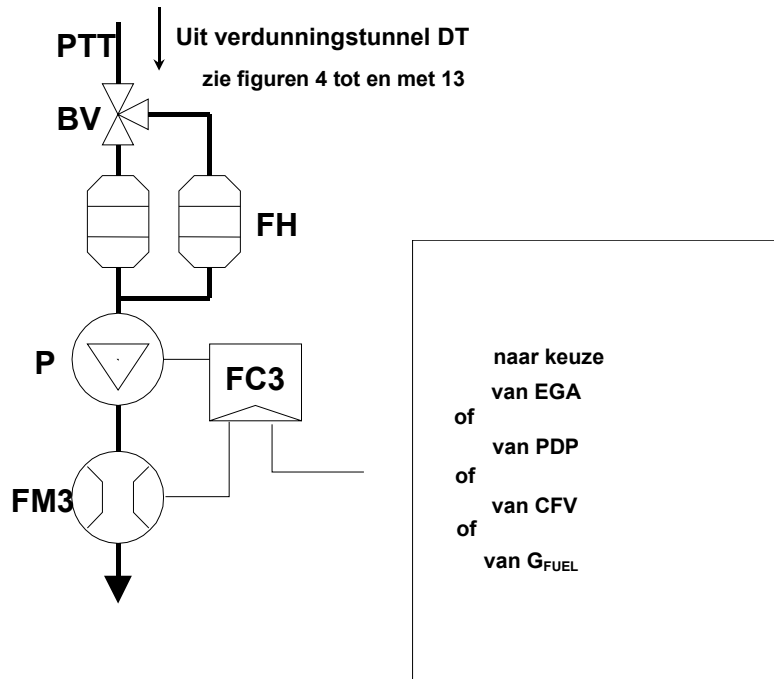 PTT
Uit verdunningstunnel DT
zie figuren 4 tot en met 13
BV
FH
P
FC3
FM3
naar keuze
van EGA
of
van PDP
of
van CFV
of
van GFUEL